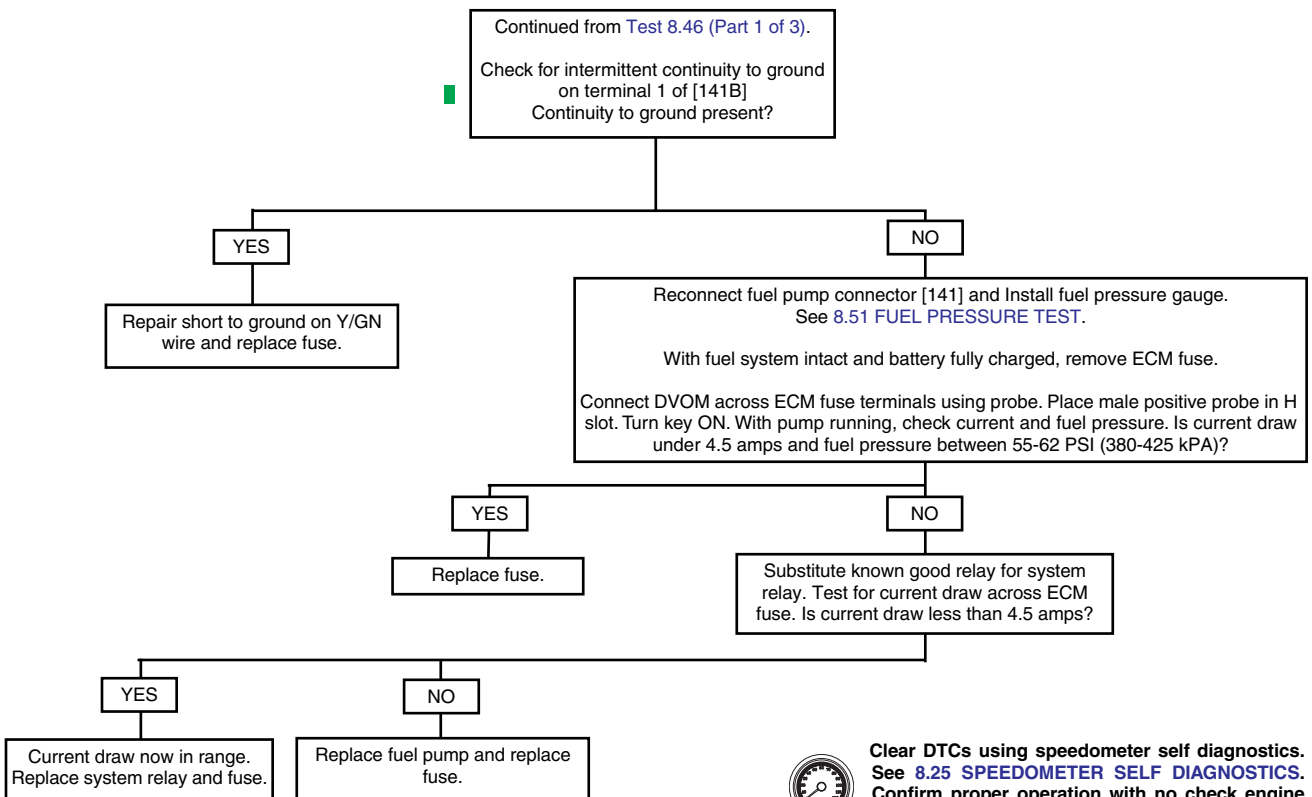 Continued from Test 8.46 (Part 1 of 3).
Check for intermittent continuity to ground
on terminal 1 of [141B]
Continuity to ground present?
YES
NO
Repair short to ground on Y/GN
wire and replace fuse.
Reconnect fuel pump connector [141] and Install fuel pressure gauge.
See 8.51 FUEL PRESSURE TEST.
With fuel system intact and battery fully charged, remove ECM fuse.
Connect DVOM across ECM fuse terminals using probe. Place male positive probe in H
slot. Turn key ON. With pump running, check current and fuel pressure. Is current draw
under 4.5 amps and fuel pressure between 55-62 PSI (380-425 kPA)?
YES
NO
Replace fuse.
Substitute known good relay for system
relay. Test for current draw across ECM
fuse. Is current draw less than 4.5 amps?
YES
NO
Current draw now in range.
Replace system relay and fuse.
Replace fuel pump and replace
fuse.
Clear DTCs using speedometer self diagnostics.
See 8.25 SPEEDOMETER SELF DIAGNOSTICS.
Confirm proper operation with no check engine